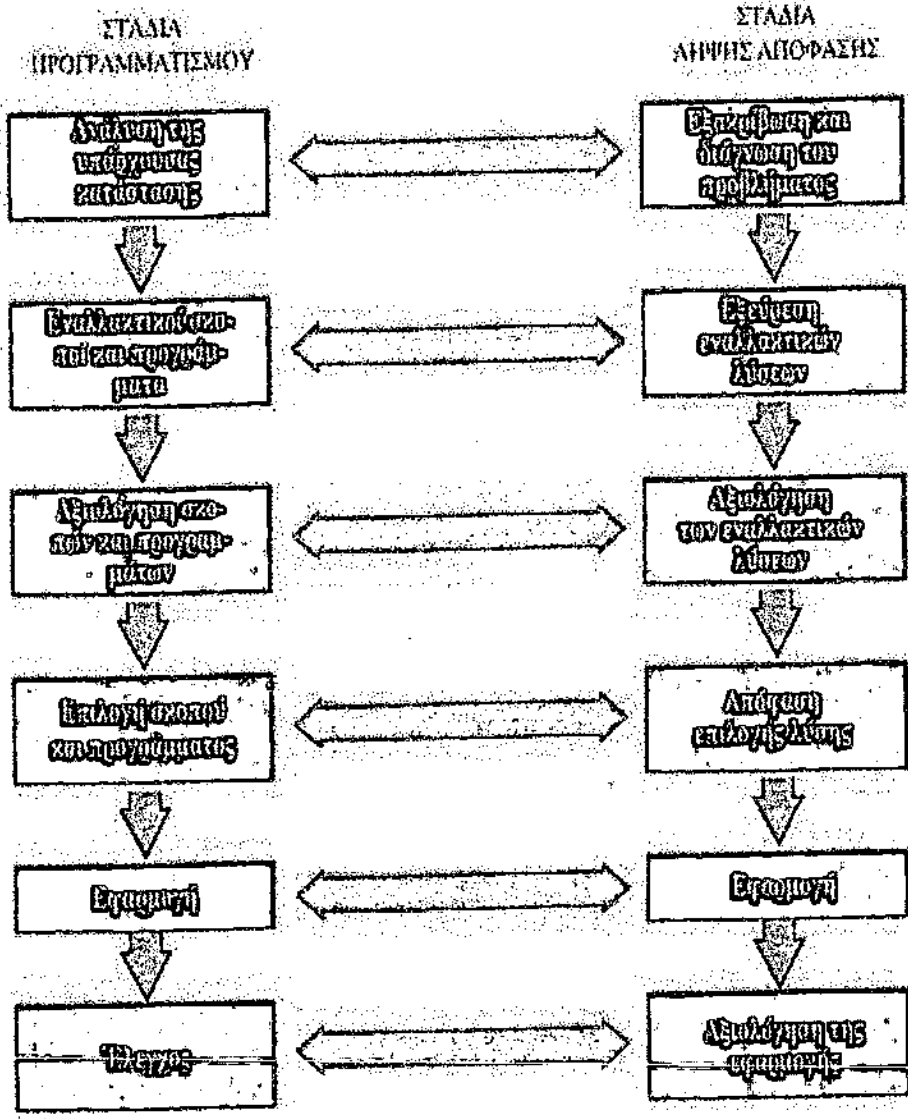 ΣΤΑΔΙΑ
ΠΡΟΓΡΑΜΜΑΤΙΣΜΟΥ
ΣΤΑΔΙΑ
ΛΗΨΗΣ ΑΠΟΦΑΣΗΣ
Ανάλυση της
υπάρχουσας
κατάστασης
Εξακρίβωση και
διάγνωση του
προβλήματος
Εναλλακτικοί σκο-
ποί και προγράμ-
ματα
Εξεύρεση
εναλλακτικών
λύσεων
Αξιολόγηση σκο-
πών και προγραμ-
μάτων
Αξιολόγηση
των εναλλακτικών
λύσεων
Επιλογή σκοπού
και προγράμματος
Απόφαση
επιλογής λύσης
Εφαρμογή
Εφαρμογή
Έλεγχος
Αξιολόγηση της